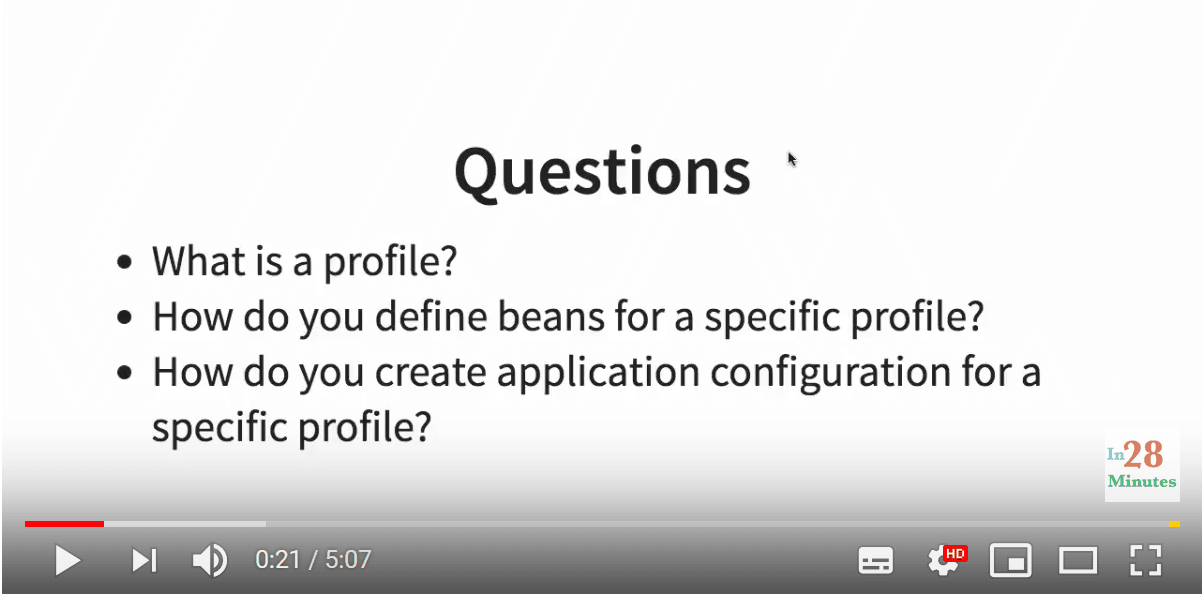 Questions
• What is a profile?
• How do you define beans for a specific profile?
• How do you create application configuration for a
specific profile?
In28
Minutes
0:21 / 5:07
HD